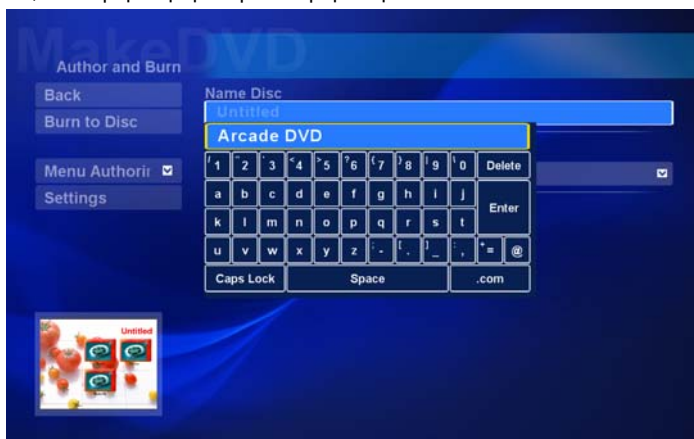 MakeDVD
Author and Burn
Back
Name Disc
Untitled
Burn to Disc
Arcade DVD
1 2 3 4 5 6 7 8 9 0 Delete
Menu Authorin
a b c d e f g h i j
Enter
Settings
k l m n o p q r s t
u v w x y z - . _ , = @
Caps Lock Space .com
Untitled